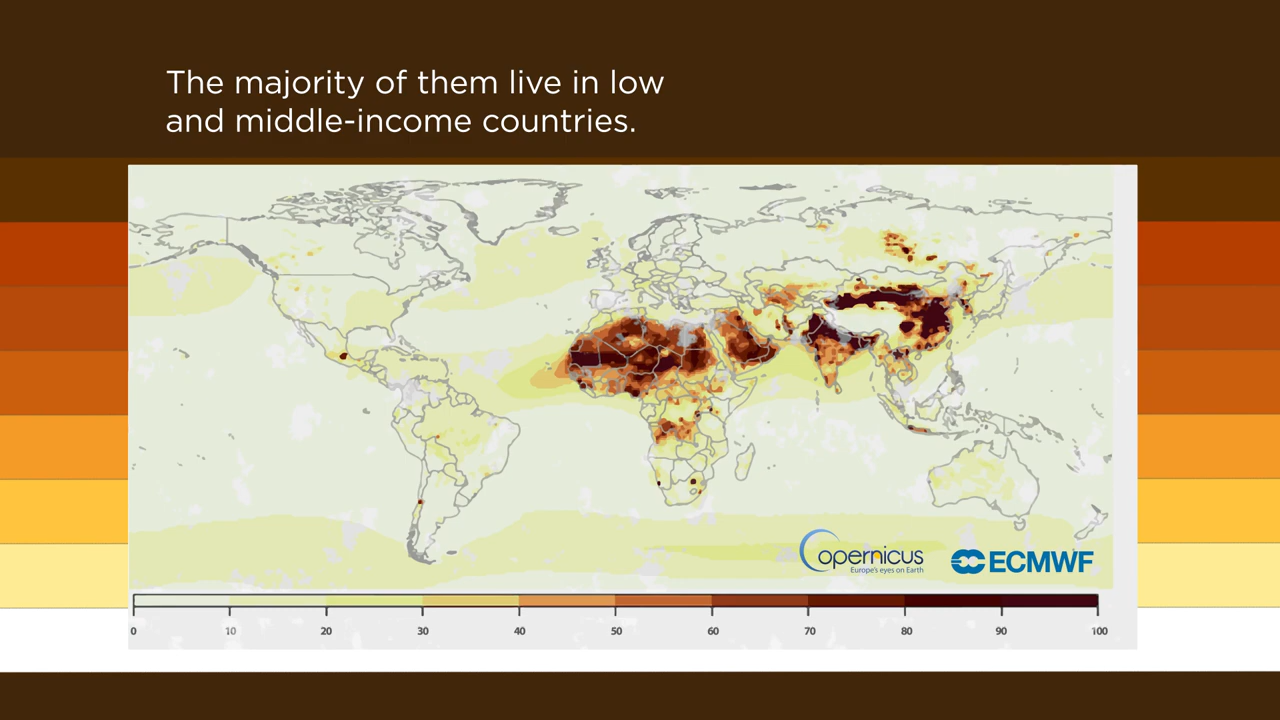 The majority of them live in low
and middle-income countries.
opernicus
Europe's eyes on Earth
ECMWF
0 10 20 30 40 50 60 70 80 90 100